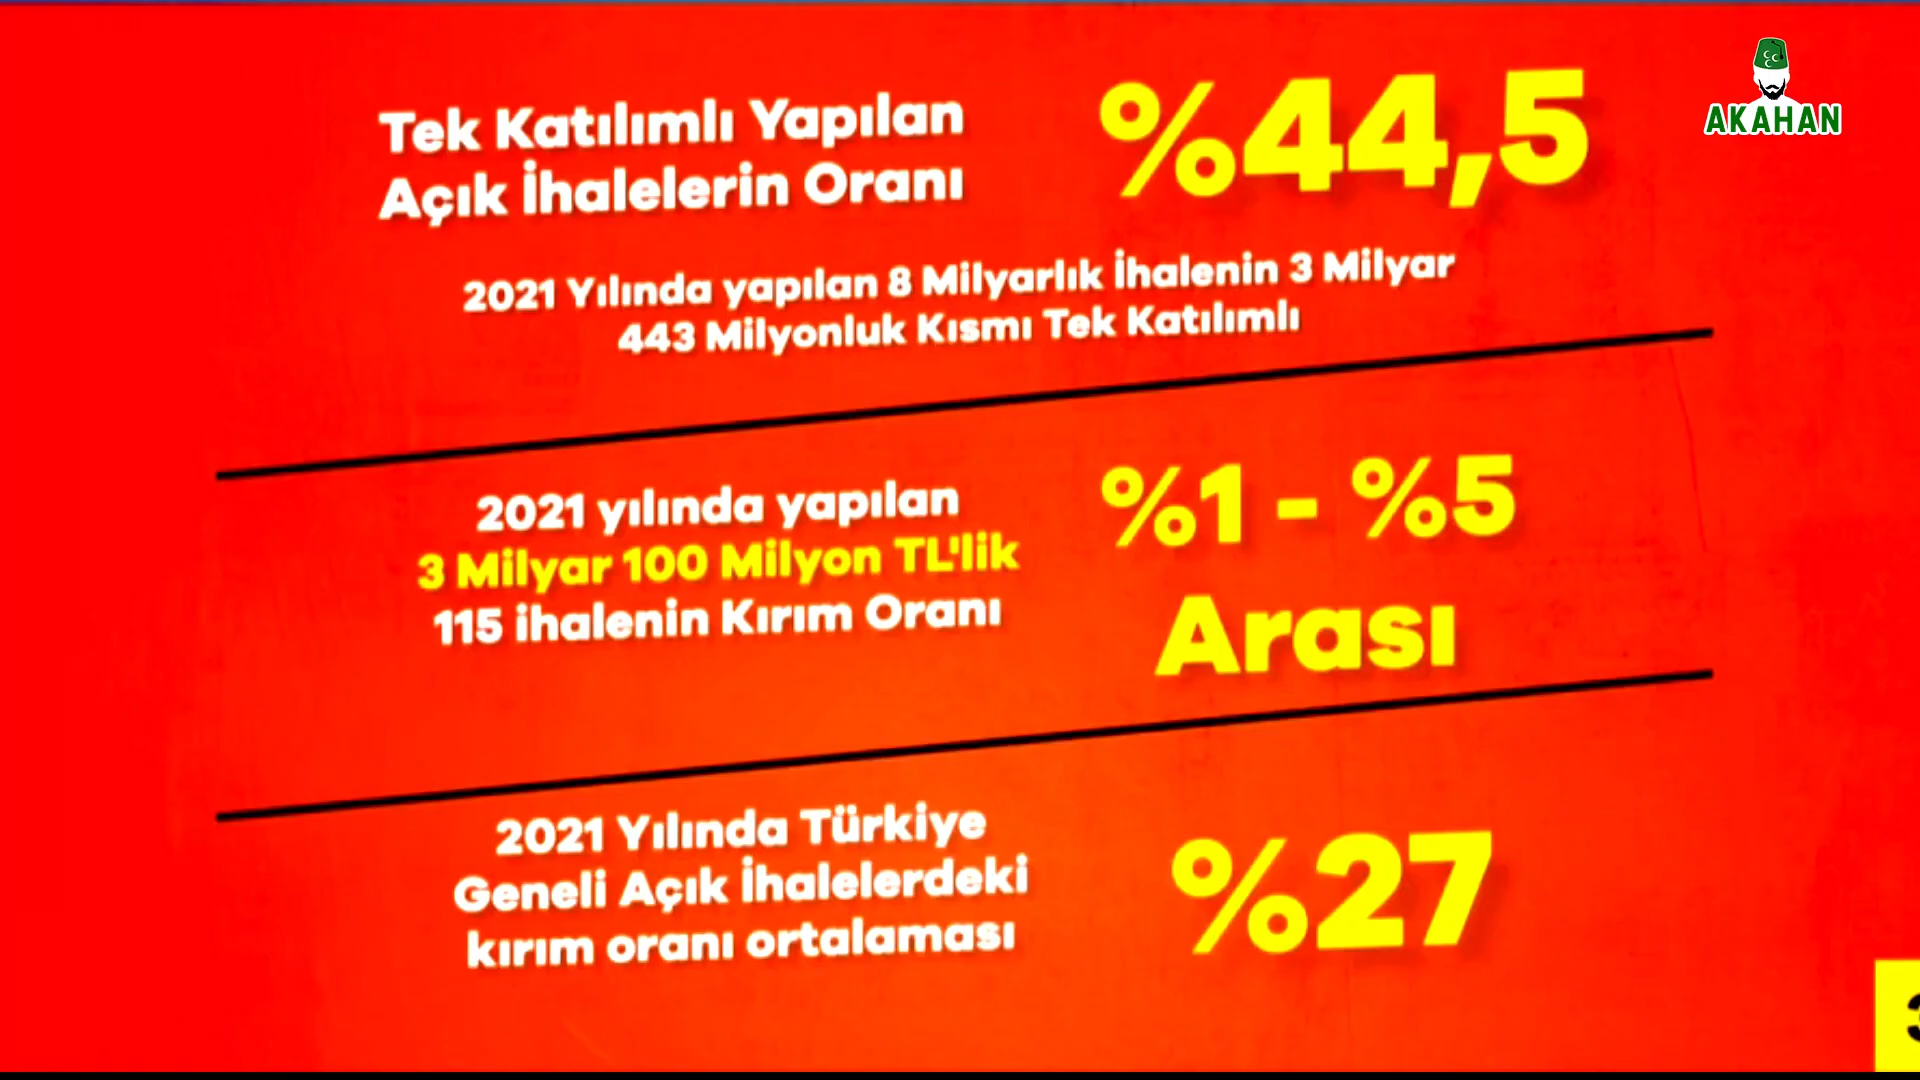 AKAHAN
Tek Katılımlı Yapılan
Açık İhalelerin Oranı
%44,5
2021 Yılında yapılan 8 Milyarlık İhalenin 3 Milyar
443 Milyonluk Kısmı Tek Katılımlı
2021 yılında yapılan
3 Milyar 100 Milyon TL'lik
115 ihalenin Kırım Oranı
%1 - %5
Arası
2021 Yılında Türkiye
Geneli Açık İhalelerdeki
kırım oranı ortalaması
%27